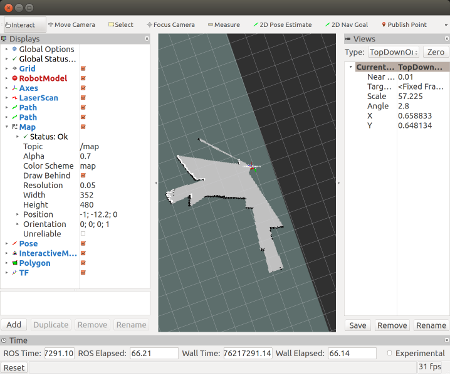 Interact Move Camera Select Focus Camera Measure 2D Pose Estimate 2D Nav Goal Publish Point
Displays
Global Options
Global Status...
Grid
RobotModel
Axes
LaserScan
Path
Path
Map
Status: Ok
Topic /map
Alpha 0.7
Color Scheme map
Draw Behind
Resolution 0.05
Width 352
Height 480
Position -1; -12.2; 0
Orientation 0; 0; 0; 1
Unreliable
Pose
InteractiveM...
Polygon
TF
Add Duplicate Remove Rename
Views
Type: TopDownOr Zero
Current... TopDown...
Near ... 0.01
Targ... <Fixed Fra...
Scale 57.225
Angle 2.8
X 0.658833
Y 0.648134
Save Remove Rename
Time
ROS Time: 7291.10 ROS Elapsed: 66.21 Wall Time: 76217291.14 Wall Elapsed: 66.14 Experimental
Reset 31 fps